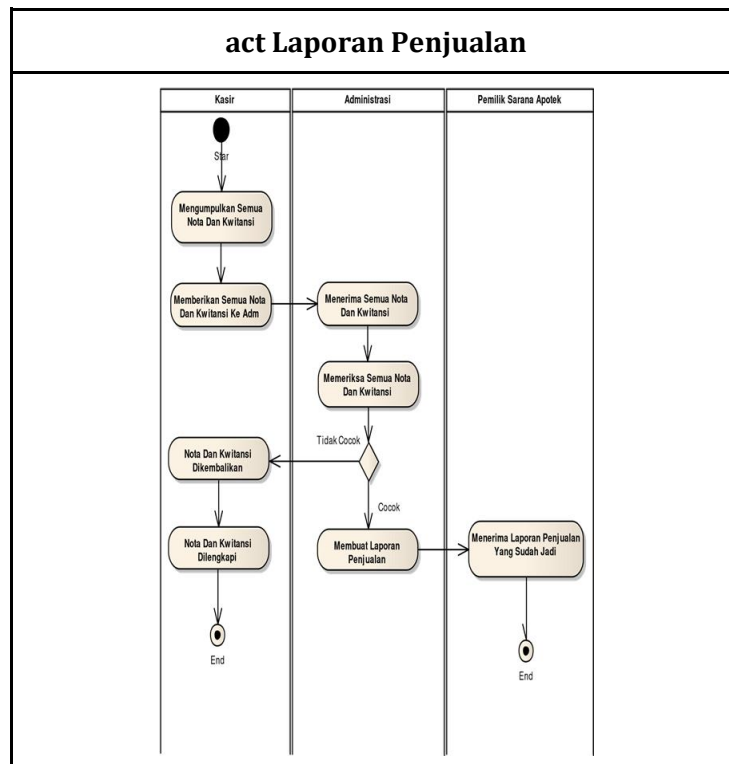 act Laporan Penjualan
Kasir
Administrasi
Pemilik Sarana Apotek
Star
Mengumpulkan Semua
Nota Dan Kwitansi
Memberikan Semua Nota
Dan Kwitansi Ke Adm
Menerima Semua Nota
Dan Kwitansi
Memeriksa Semua Nota
Dan Kwitansi
Tidak Cocok
Nota Dan Kwitansi
Dikembalikan
Cocok
Nota Dan Kwitansi
Dilengkapi
Membuat Laporan
Penjualan
Menerima Laporan Penjualan
Yang Sudah Jadi
End
End